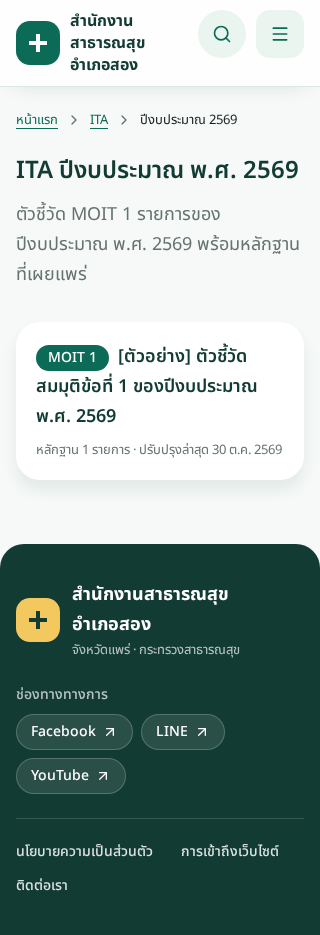 สำนักงาน
สาธารณสุข
อำเภอสอง
หน้าแรก > ITA > ปีงบประมาณ 2569
ITA ปีงบประมาณ พ.ศ. 2569
ตัวชี้วัด MOIT 1 รายการของ
ปีงบประมาณ พ.ศ. 2569 พร้อมหลักฐาน
ที่เผยแพร่
MOIT 1 [ตัวอย่าง] ตัวชี้วัด
สมมุติข้อที่ 1 ของปีงบประมาณ
พ.ศ. 2569
หลักฐาน 1 รายการ · ปรับปรุงล่าสุด 30 ต.ค. 2569
สำนักงานสาธารณสุข
อำเภอสอง
จังหวัดแพร่ · กระทรวงสาธารณสุข
ช่องทางทางการ
Facebook LINE
YouTube
นโยบายความเป็นส่วนตัว การเข้าถึงเว็บไซต์
ติดต่อเรา